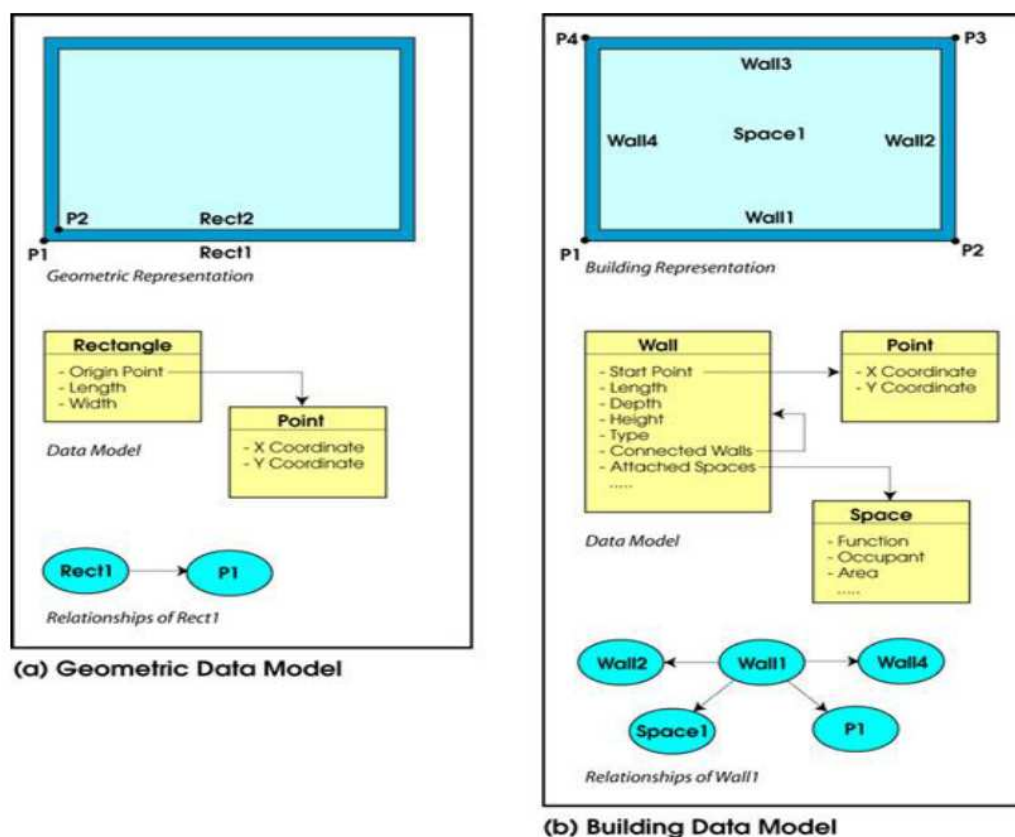 P2
Rect2
P1
Rect1
Geometric Representation
Rectangle
- Origin Point
- Length
- Width
Point
- X Coordinate
- Y Coordinate
Data Model
Rect1
P1
Relationships of Rect1
(a) Geometric Data Model
P4
P3
Wall3
Wall4
Space1
Wall2
Wall1
P1
P2
Building Representation
Wall
- Start Point
- Length
- Depth
- Height
- Type
- Connected Walls
- Attached Spaces
.....
Point
- X Coordinate
- Y Coordinate
Data Model
Space
- Function
- Occupant
- Area
.....
Wall2
Wall1
Wall4
Space1
P1
Relationships of Wall1
(b) Building Data Model